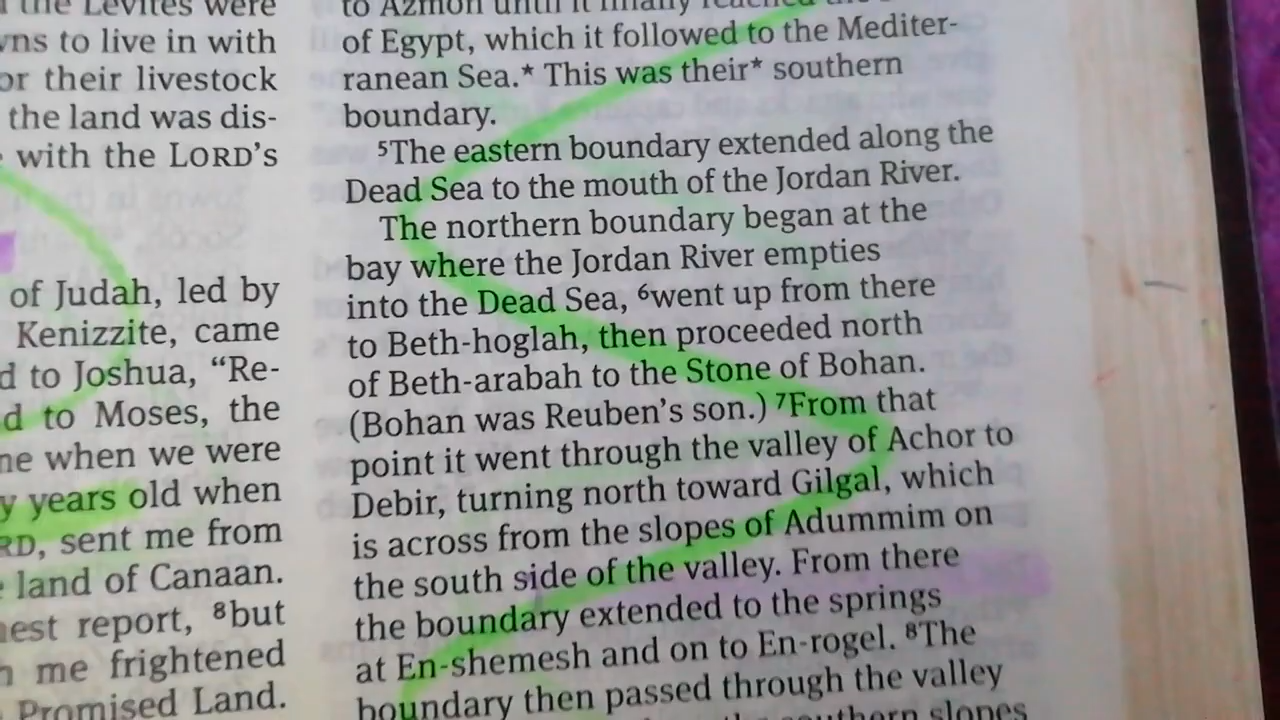 the Levites were
wns to live in with
or their livestock
the land was dis-
with the LORD'S
of Judah, led by
Kenizzite, came
d to Joshua, “Re-
d to Moses, the
ne when we were
y years old when
RD, sent me from
land of Canaan.
nest report, ⁸but
me frightened
Promised Land.
to Azmon until it finally reached
of Egypt, which it followed to the Mediter-
ranean Sea.* This was their* southern
boundary.
⁵The eastern boundary extended along the
Dead Sea to the mouth of the Jordan River.
The northern boundary began at the
bay where the Jordan River empties
into the Dead Sea, ⁶went up from there
to Beth-hoglah, then proceeded north
of Beth-arabah to the Stone of Bohan.
(Bohan was Reuben’s son.) ⁷From that
point it went through the valley of Achor to
Debir, turning north toward Gilgal, which
is across from the slopes of Adummim on
the south side of the valley. From there
the boundary extended to the springs
at En-shemesh and on to En-rogel. ⁸The
boundary then passed through the valley
southern slopes